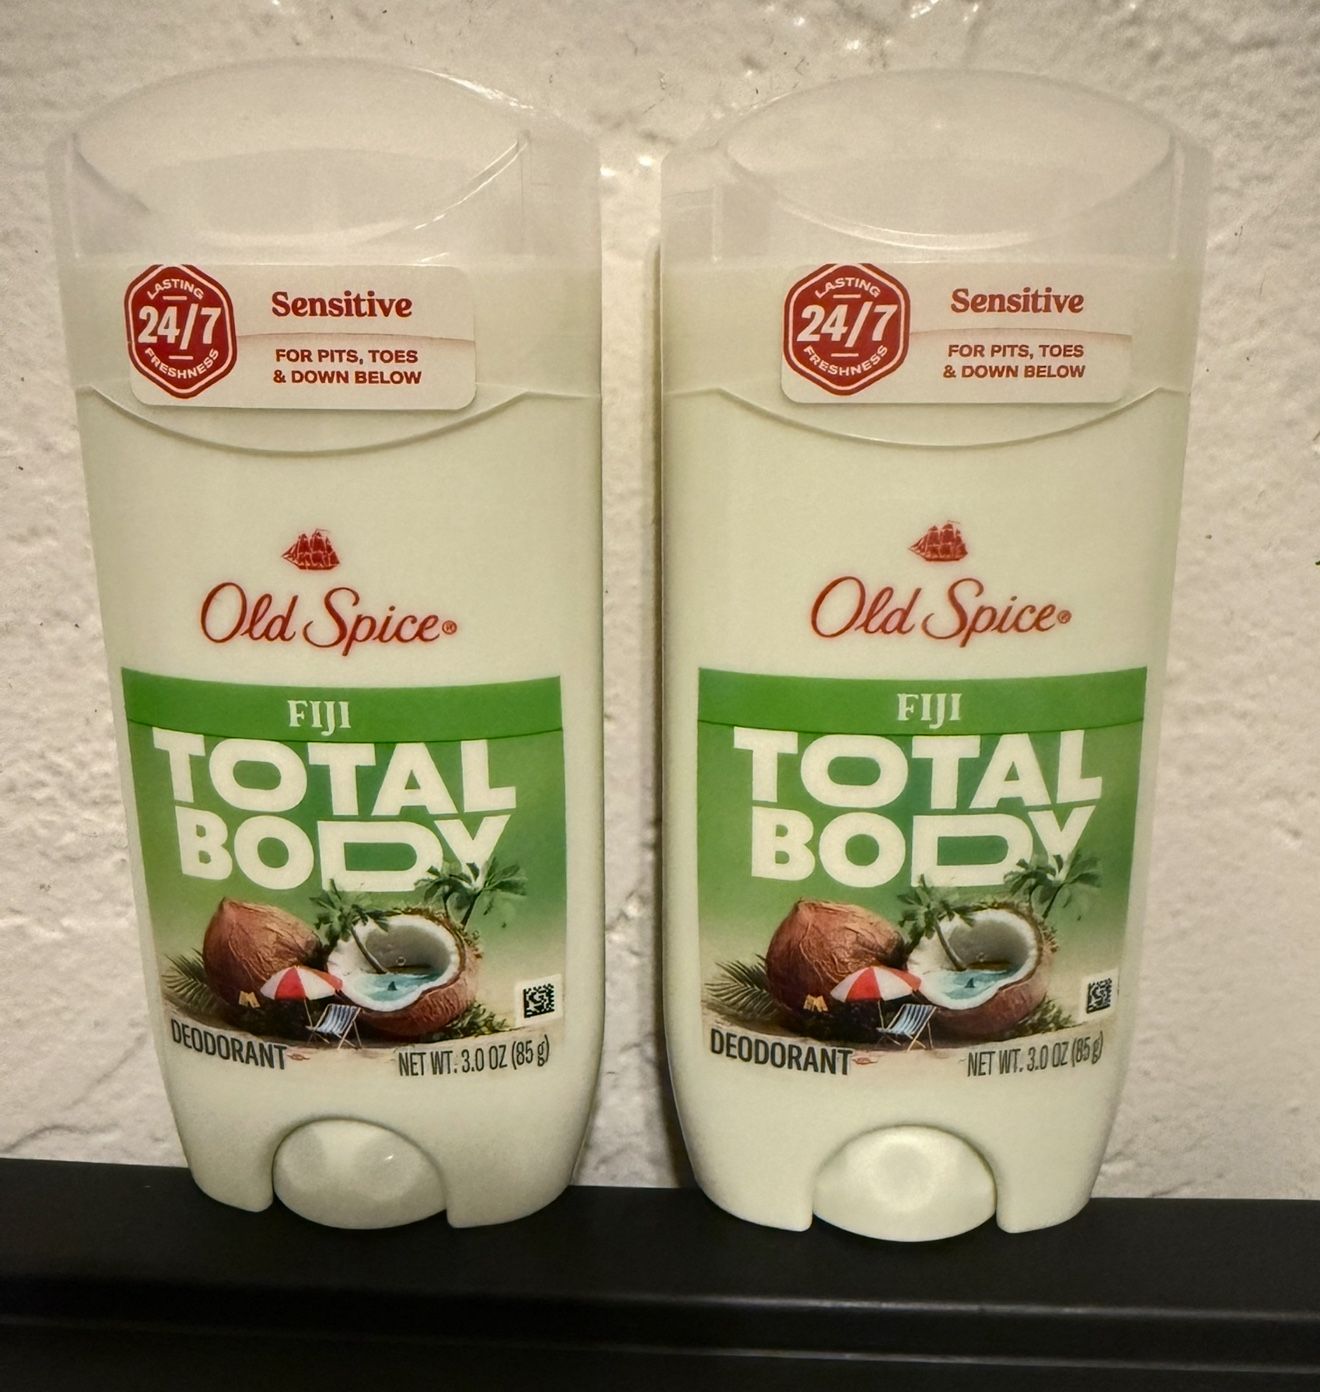 LASTING
24/7
FRESHNESS
Sensitive
FOR PITS, TOES
& DOWN BELOW
Old Spice®
FIJI
TOTAL
BODY
DEODORANT
NET WT. 3.0 OZ (85 g)
LASTING
24/7
FRESHNESS
Sensitive
FOR PITS, TOES
& DOWN BELOW
Old Spice®
FIJI
TOTAL
BODY
DEODORANT
NET WT. 3.0 OZ (85 g)